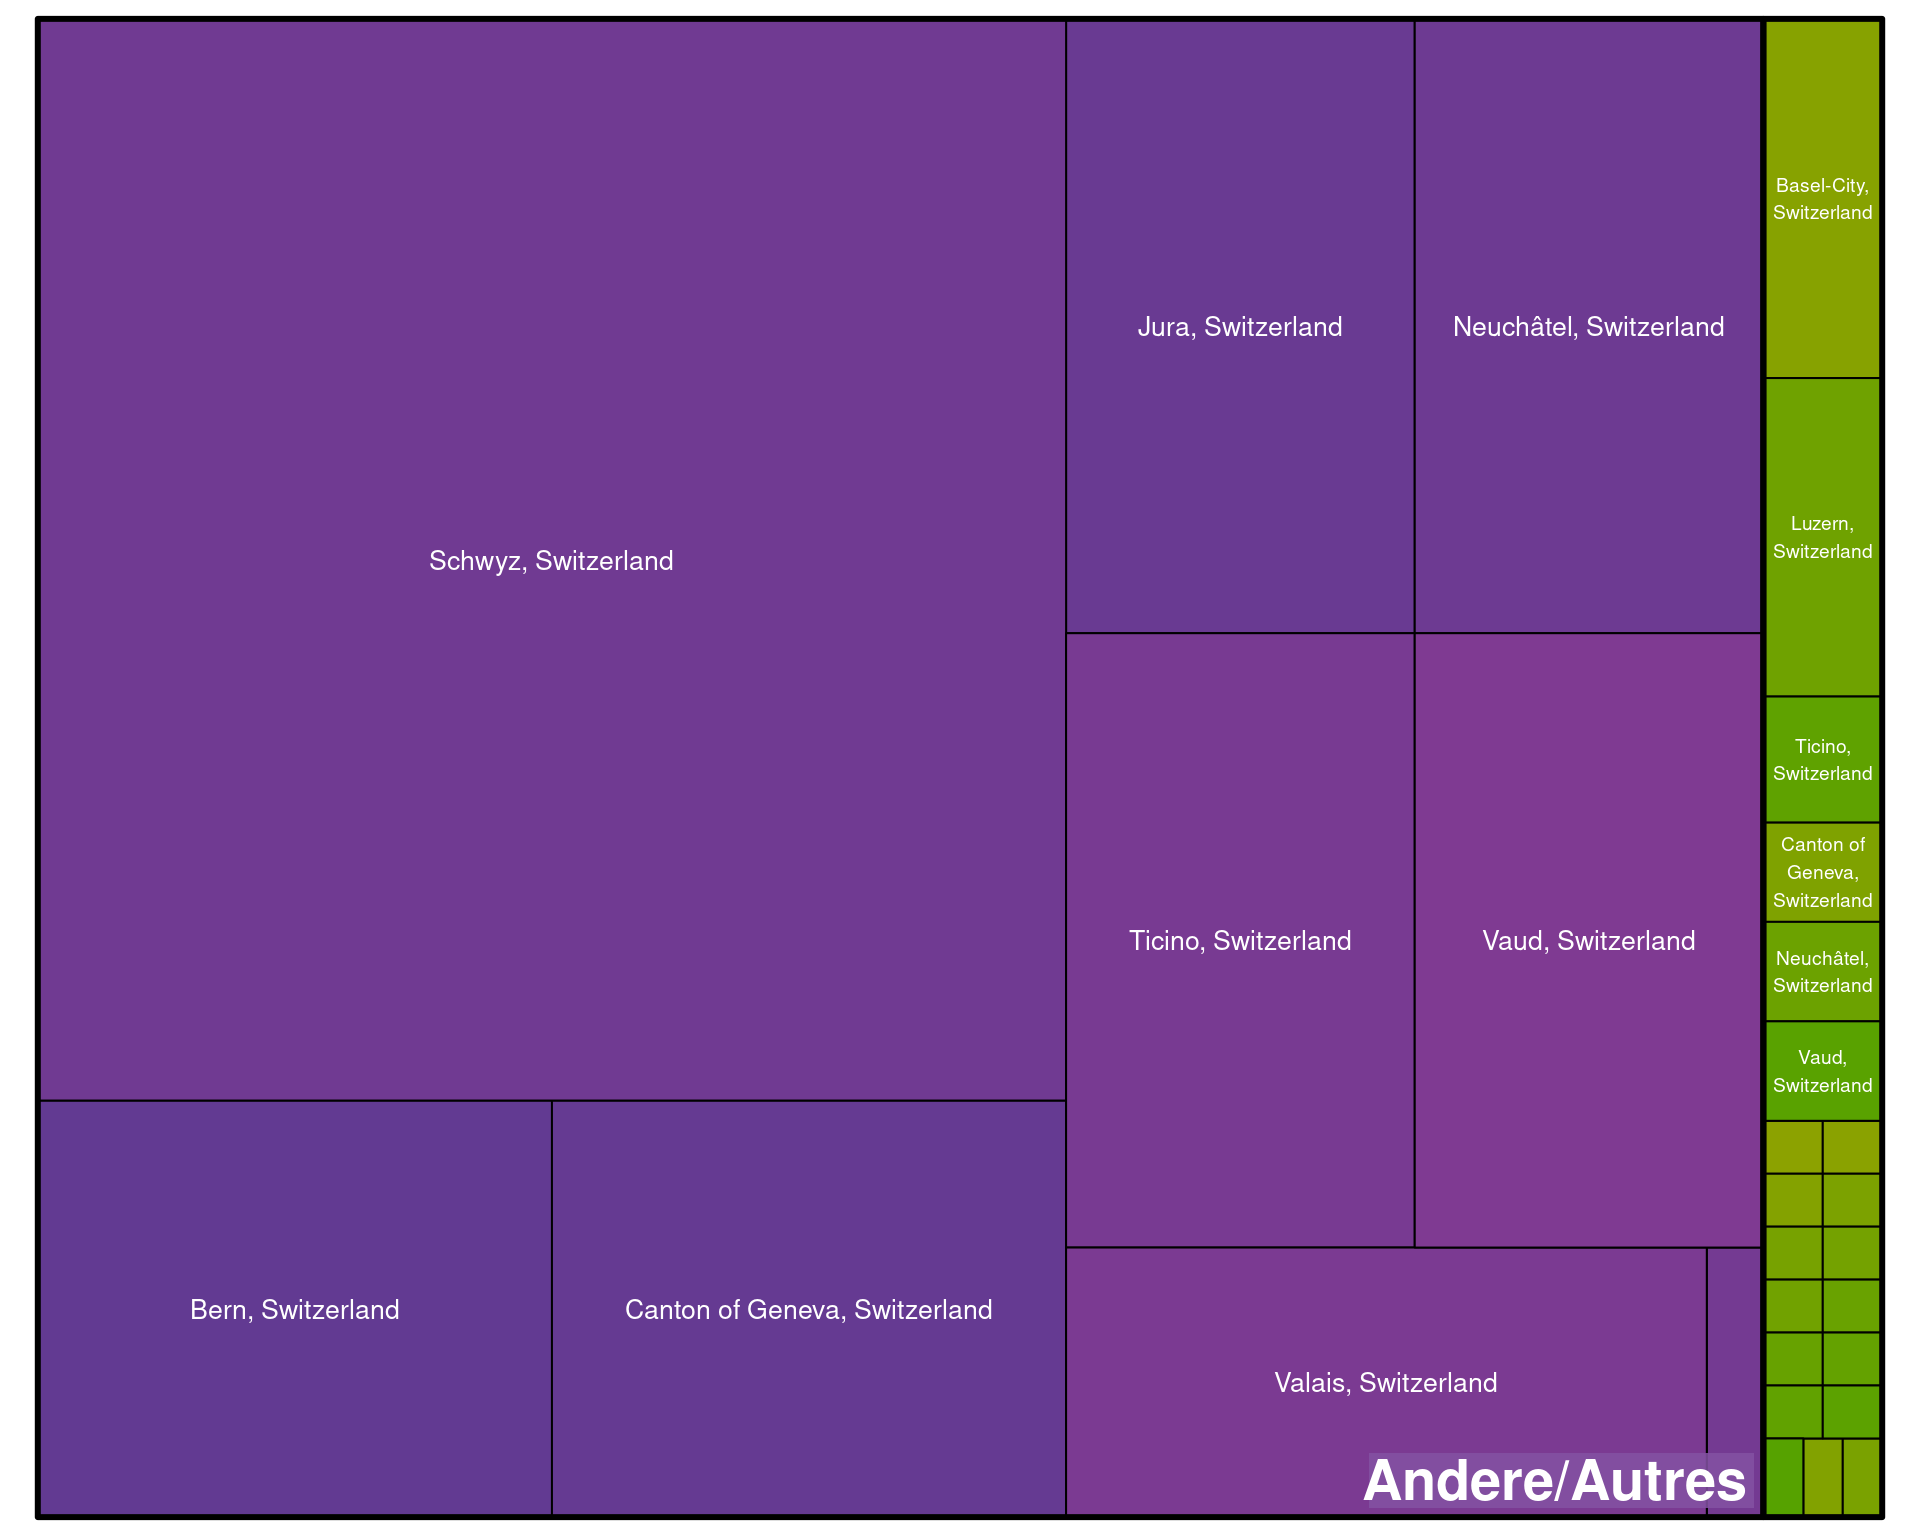 Schwyz, Switzerland
Jura, Switzerland
Neuchâtel, Switzerland
Ticino, Switzerland
Vaud, Switzerland
Bern, Switzerland
Canton of Geneva, Switzerland
Valais, Switzerland
Andere/Autres
Basel-City,
Switzerland
Luzern,
Switzerland
Ticino,
Switzerland
Canton of
Geneva,
Switzerland
Neuchâtel,
Switzerland
Vaud,
Switzerland